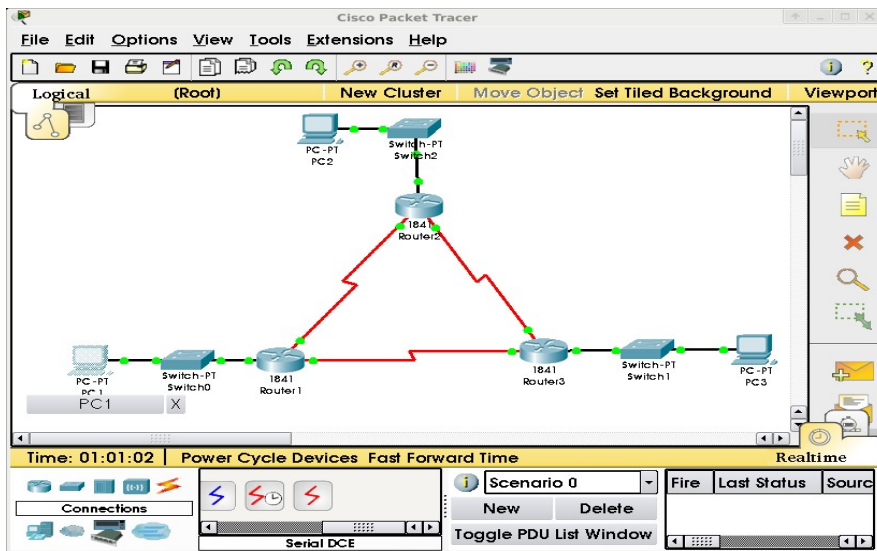 Cisco Packet Tracer
File Edit Options View Tools Extensions Help
Logical (Root) New Cluster Move Object Set Tiled Background Viewport
PC-PT
PC2
Switch-PT
Switch2
1841
Router2
PC-PT
PC1
Switch-PT
Switch0
1841
Router1
1841
Router3
Switch-PT
Switch1
PC-PT
PC3
PC1 X
Time: 01:01:02 Power Cycle Devices Fast Forward Time Realtime
Connections
Serial DCE
Scenario 0
New Delete
Toggle PDU List Window
Fire Last Status Sourc